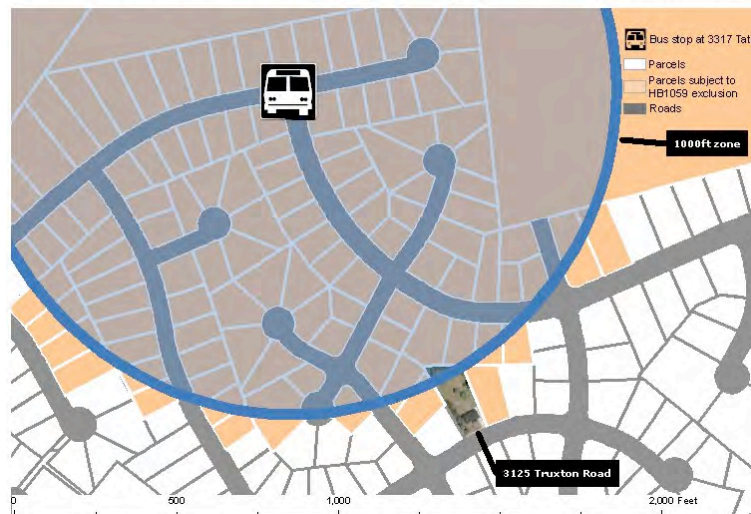 Bus stop at 3317 Tat
Parcels
Parcels subject to
HB1059 exclusion
Roads
1000ft zone
3125 Truxton Road
0 500 1,000 2,000 Feet